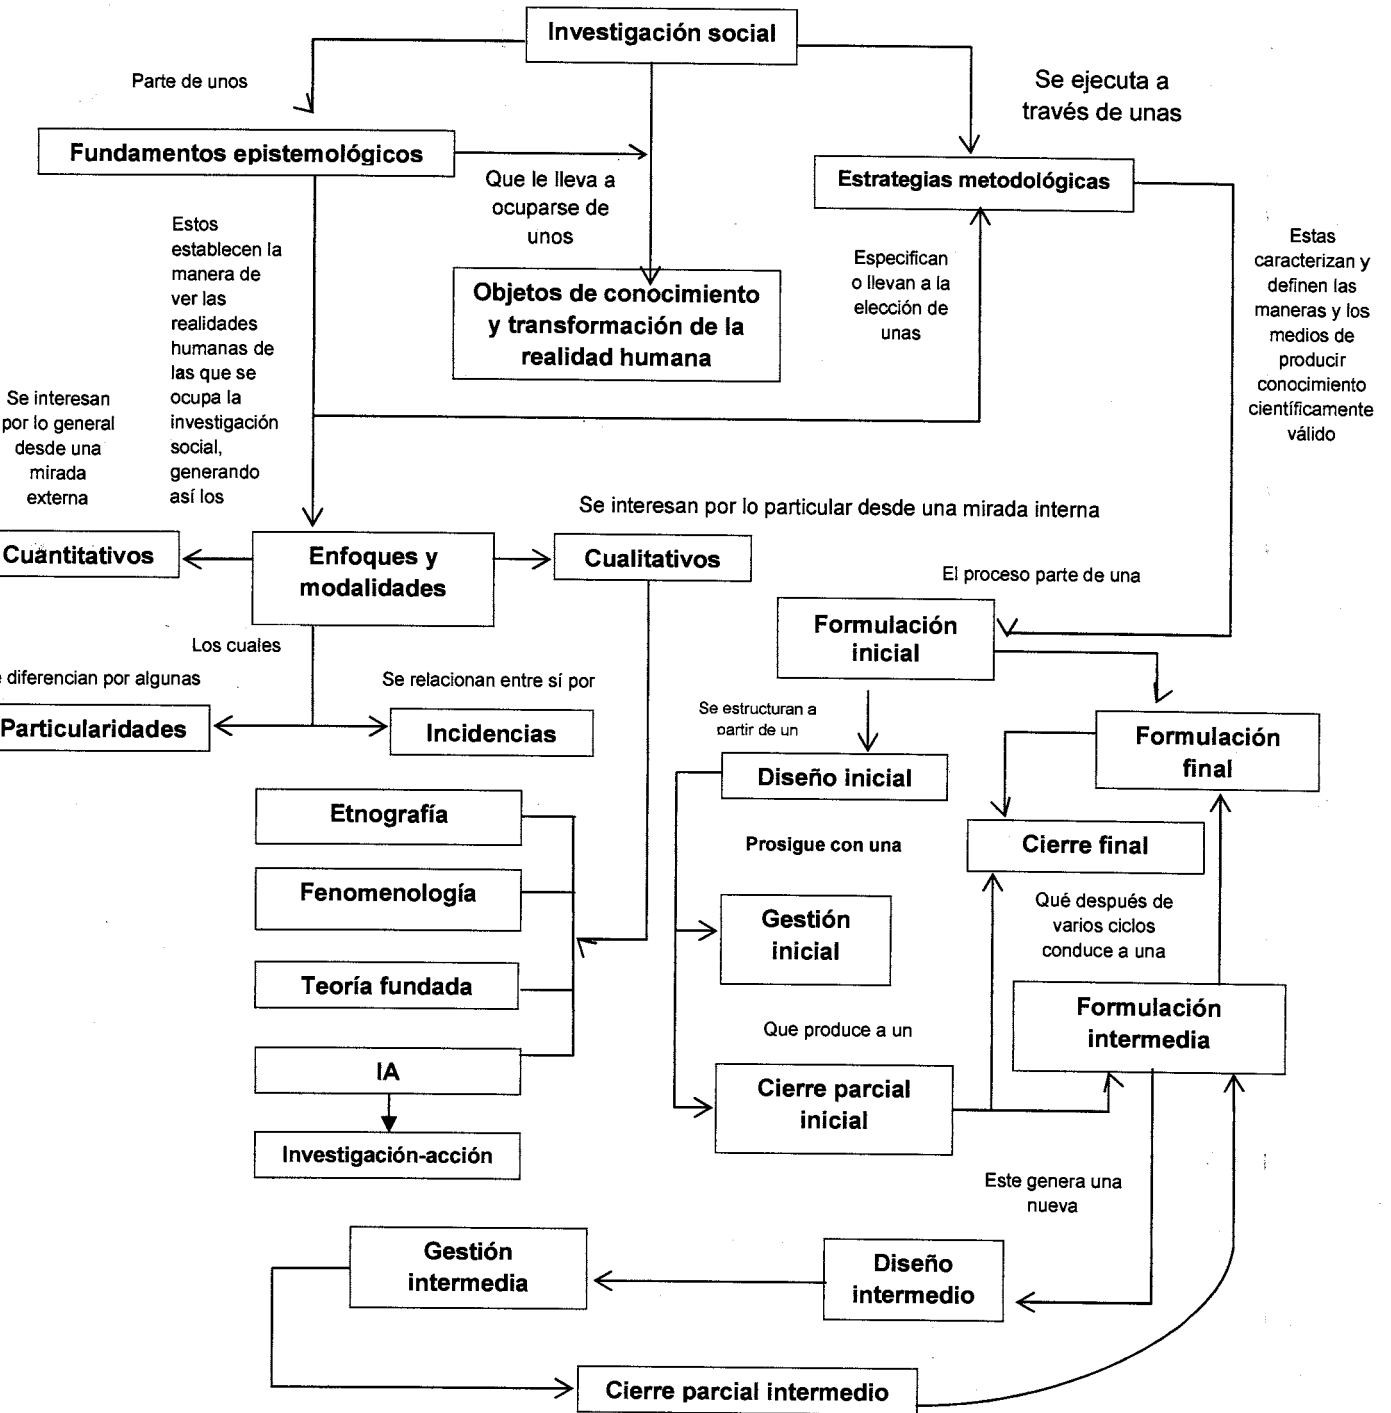 Investigación social
Parte de unos
Se ejecuta a
través de unas
Fundamentos epistemológicos
Que le lleva a
ocuparse de
unos
Estrategias metodológicas
Estos
establecen la
manera de
ver las
realidades
humanas de
las que se
ocupa la
investigación
social,
generando
así los
Objetos de conocimiento
y transformación de la
realidad humana
Especifican
o llevan a la
elección de
unas
Estas
caracterizan y
definen las
maneras y los
medios de
producir
conocimiento
científicamente
válido
Se interesan
por lo general
desde una
mirada
externa
Se interesan por lo particular desde una mirada interna
Cuantitativos
Enfoques y
modalidades
Cualitativos
El proceso parte de una
Formulación
inicial
Los cuales
e diferencian por algunas
Se relacionan entre sí por
Particularidades
Incidencias
Se estructuran a
partir de un
Formulación
final
Diseño inicial
Etnografía
Prosigue con una
Cierre final
Fenomenología
Gestión
inicial
Qué después de
varios ciclos
conduce a una
Teoría fundada
Formulación
intermedia
Que produce a un
IA
Cierre parcial
inicial
Investigación-acción
Este genera una
nueva
Gestión
intermedia
Diseño
intermedio
Cierre parcial intermedio